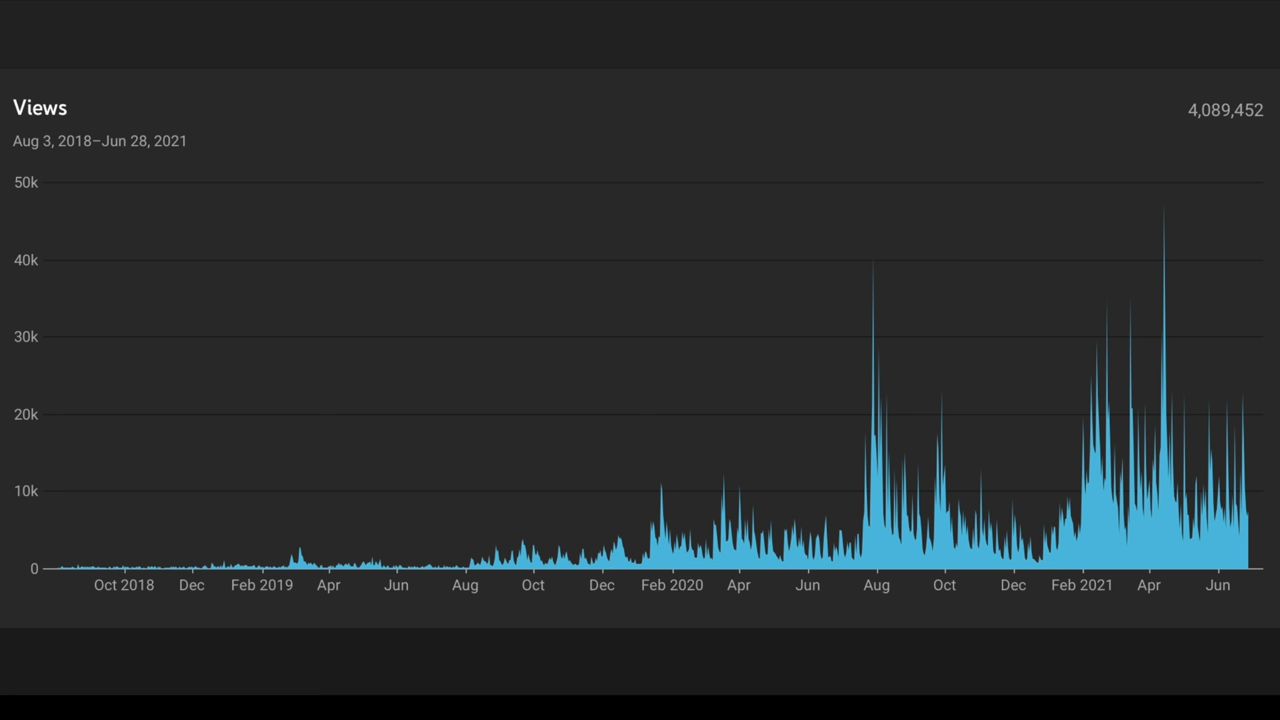 Views
4,089,452
Aug 3, 2018–Jun 28, 2021
50k
40k
30k
20k
10k
0
Oct 2018 Dec Feb 2019 Apr Jun Aug Oct Dec Feb 2020 Apr Jun Aug Oct Dec Feb 2021 Apr Jun